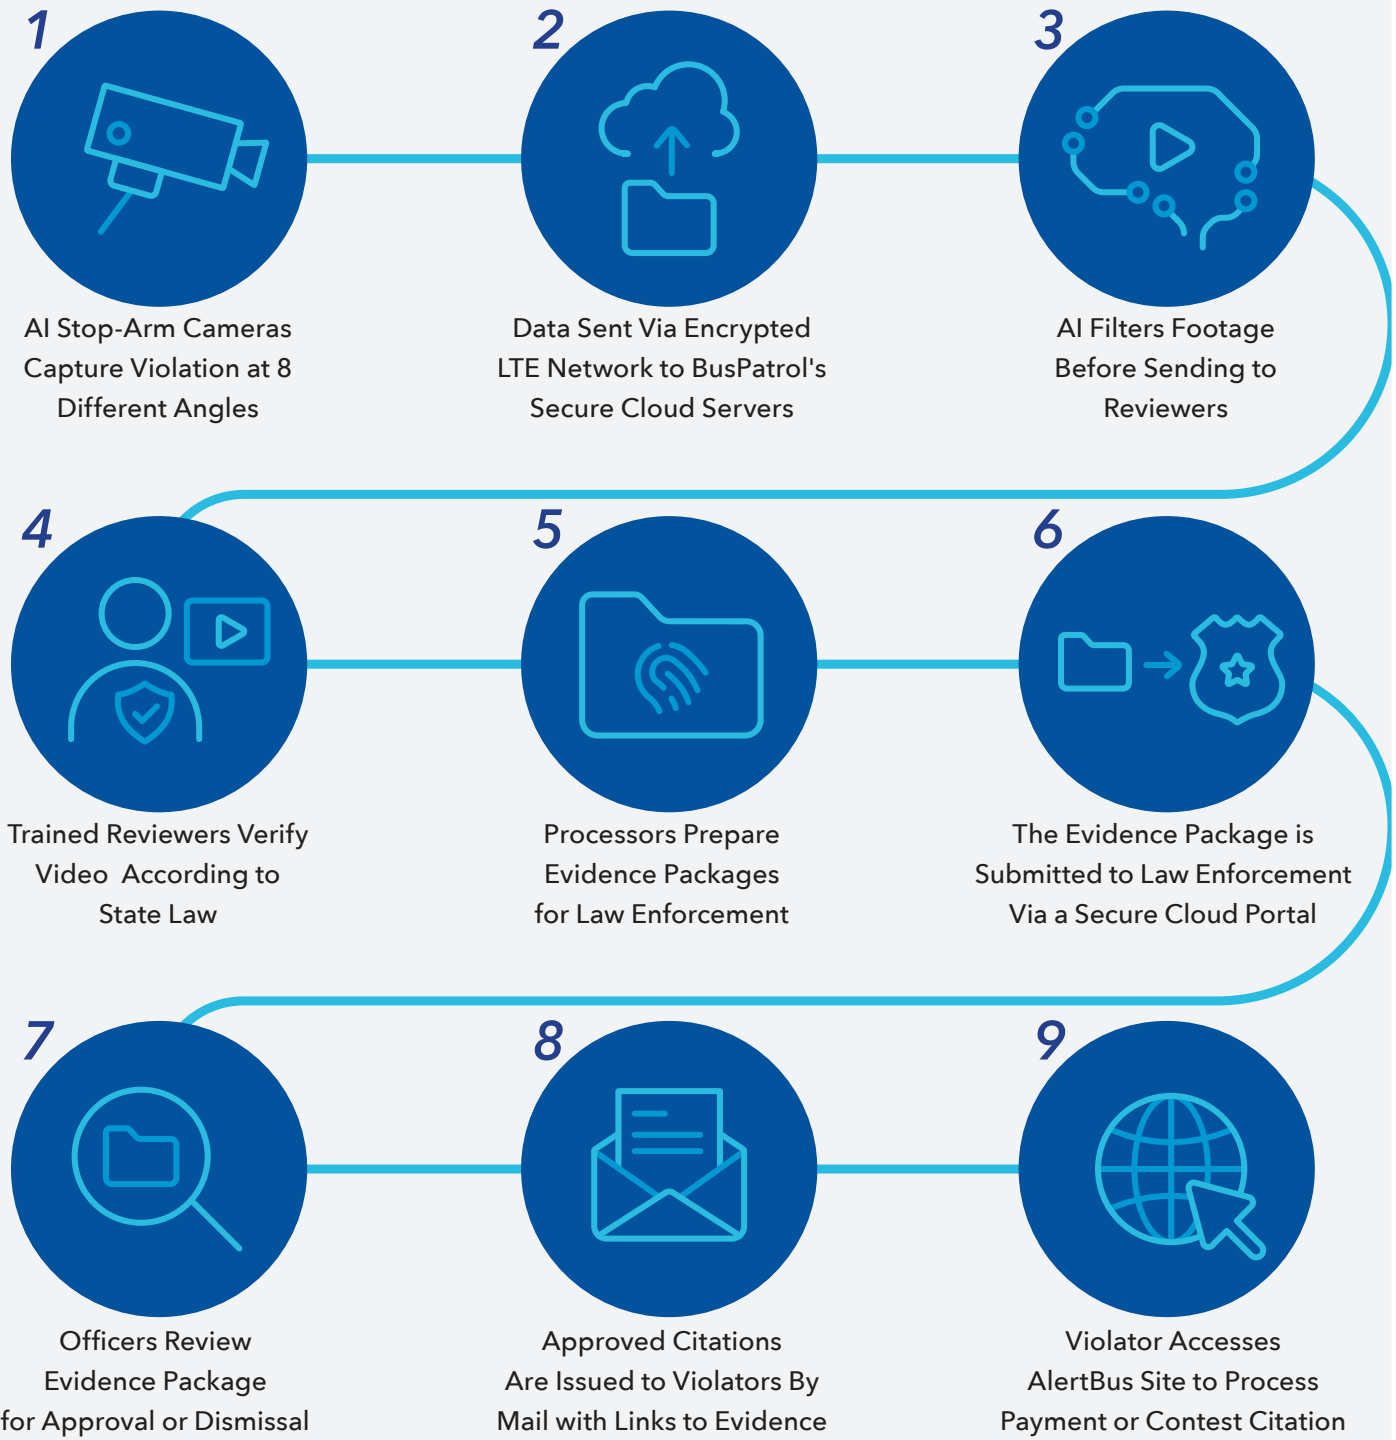 1
AI Stop-Arm Cameras
Capture Violation at 8
Different Angles
2
Data Sent Via Encrypted
LTE Network to BusPatrol's
Secure Cloud Servers
3
AI Filters Footage
Before Sending to
Reviewers
4
Trained Reviewers Verify
Video  According to
State Law
5
Processors Prepare
Evidence Packages
for Law Enforcement
6
The Evidence Package is
Submitted to Law Enforcement
Via a Secure Cloud Portal
7
Officers Review
Evidence Package
for Approval or Dismissal
8
Approved Citations
Are Issued to Violators By
Mail with Links to Evidence
9
Violator Accesses
AlertBus Site to Process
Payment or Contest Citation